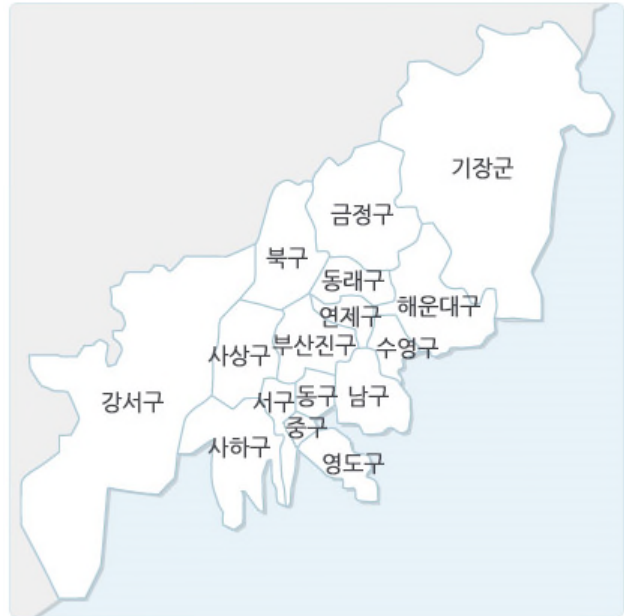 기장군
금정구
북구
동래구
해운대구
연제구
부산진구
수영구
사상구
강서구
서구
동구
남구
중구
사하구
영도구